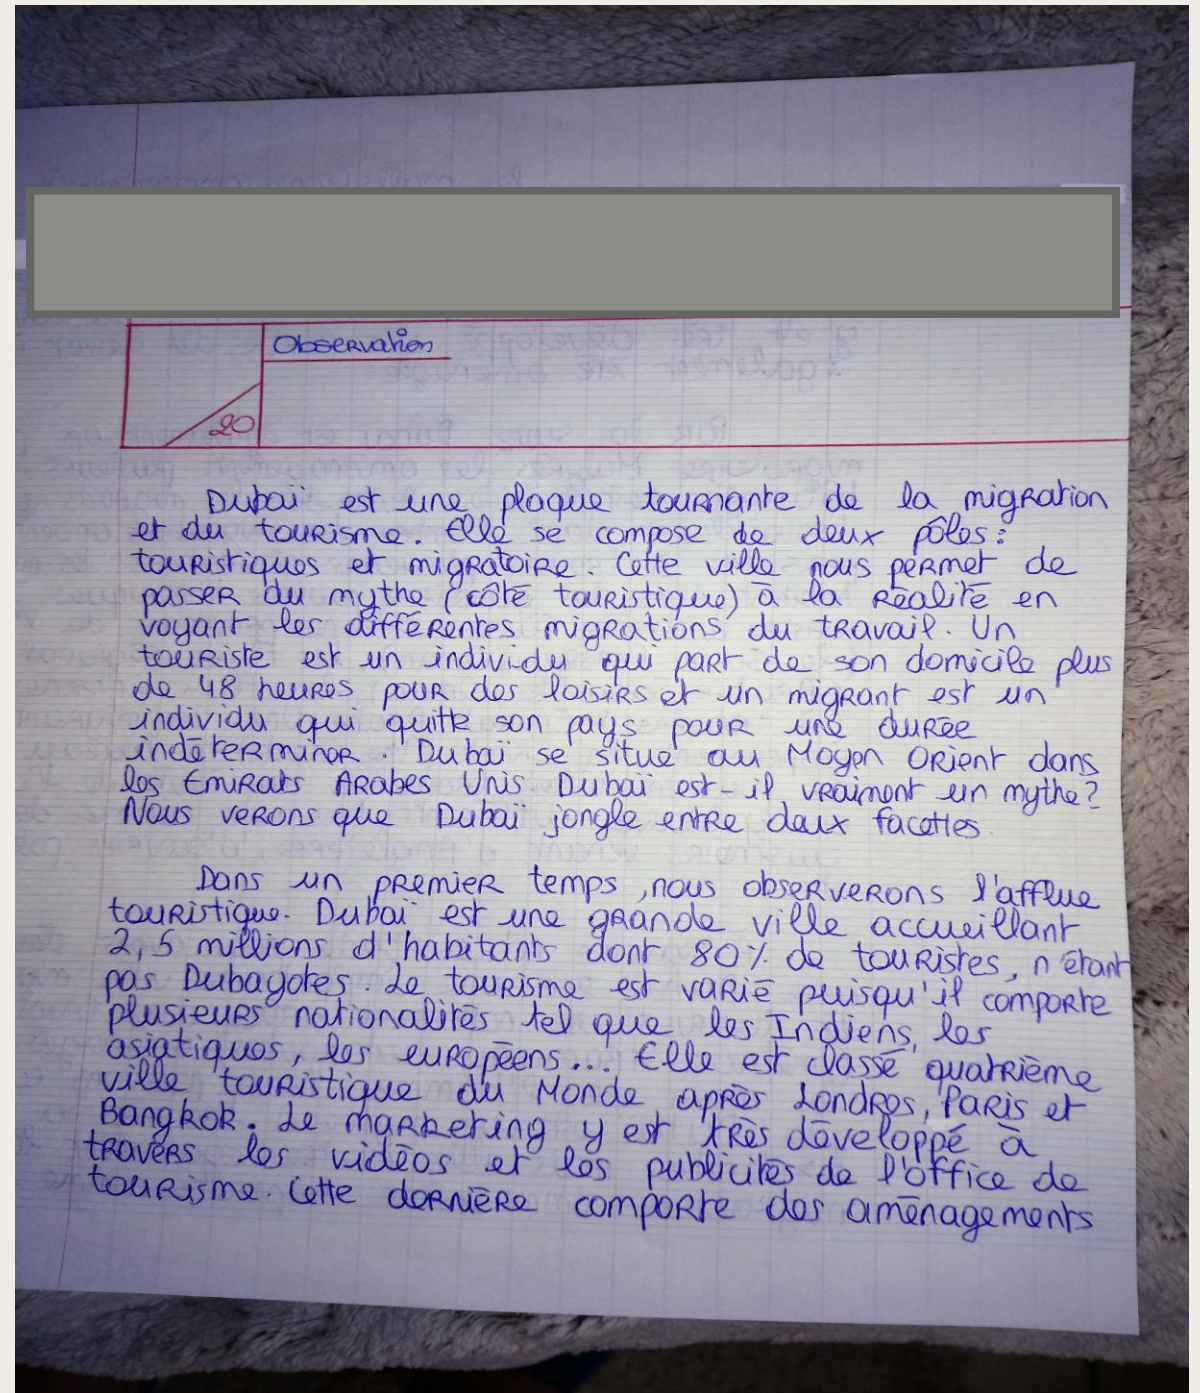 Observation
20
Dubaï est une plaque tournante de la migration
et du tourisme. Elle se compose de deux pôles :
touristiques et migratoire. Cette ville nous permet de
passer du mythe (côté touristique) à la réalité en
voyant les différentes migrations du travail. Un
touriste est un individu qui part de son domicile plus
de 48 heures pour des loisirs et un migrant est un
individu qui quitte son pays pour une durée
indéterminer. Dubaï se situe au Moyen Orient dans
les Emirats Arabes Unis. Dubaï est-il vraiment un mythe ?
Nous verons que Dubaï jongle entre deux facettes.
Dans un premier temps, nous observerons l'afflue
touristique. Dubaï est une grande ville accueillant
2,5 millions d'habitants dont 80% de touristes, n'étant
pas Dubayotes. Le tourisme est varié puisqu'il comporte
plusieurs nationalités tel que les Indiens, les
asiatiques, les européens... Elle est classé quatrième
ville touristique du Monde après Londres, Paris et
Bangkok. Le marketing y est très développé à
travers les vidéos et les publicités de l'office de
tourisme. Cette dernière comporte des aménagements